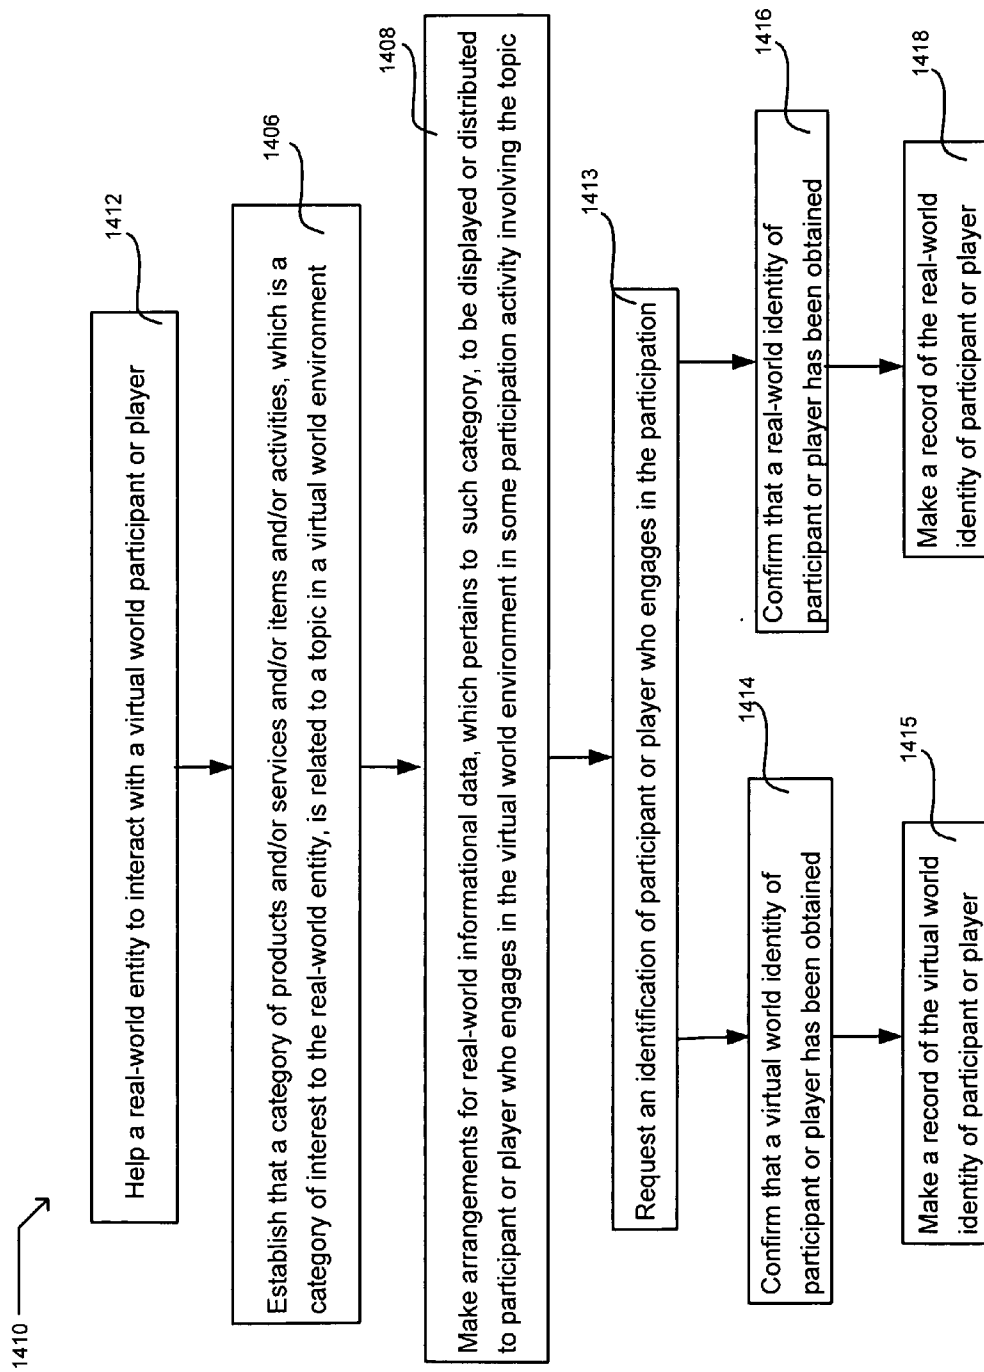 1410
1412
Help a real-world entity to interact with a virtual world participant or player
1406
Establish that a category of products and/or services and/or items and/or activities, which is a
category of interest to the real-world entity, is related to a topic in a virtual world environment
1408
Make arrangements for real-world informational data, which pertains to such category, to be displayed or distributed
to participant or player who engages in the virtual world environment in some participation activity involving the topic
1413
Request an identification of participant or player who engages in the participation
1414
Confirm that a virtual world identity of
participant or player has been obtained
1416
Confirm that a real-world identity of
participant or player has been obtained
1415
Make a record of the virtual world
identity of participant or player
1418
Make a record of the real-world
identity of participant or player